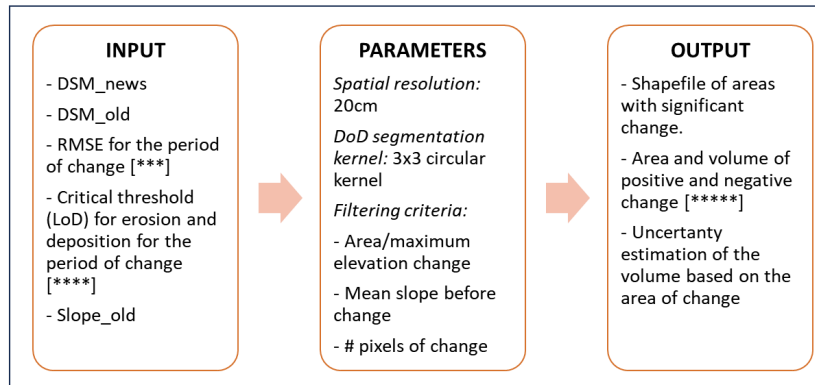 INPUT
- DSM_news
- DSM_old
- RMSE for the period
of change [***]
- Critical threshold
(LoD) for erosion and
deposition for the
period of change
[****]
- Slope_old
PARAMETERS
Spatial resolution:
20cm
DoD segmentation
kernel: 3x3 circular
kernel
Filtering criteria:
- Area/maximum
elevation change
- Mean slope before
change
- # pixels of change
OUTPUT
- Shapefile of areas
with significant
change.
- Area and volume of
positive and negative
change [*****]
- Uncertanty
estimation of the
volume based on the
area of change